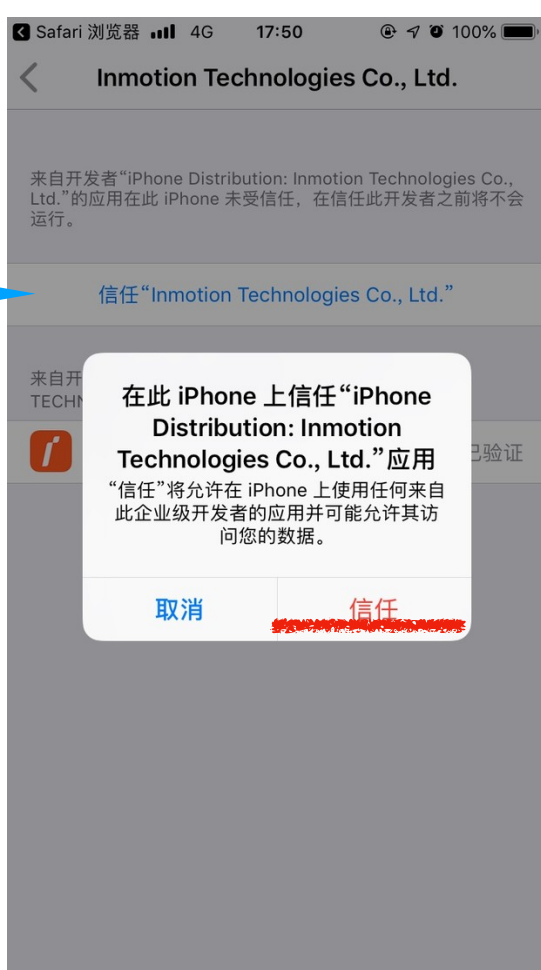 Safari 浏览器 4G 17:50 100%
Inmotion Technologies Co., Ltd.
来自开发者“iPhone Distribution: Inmotion Technologies Co.,
Ltd.”的应用在此 iPhone 未受信任，在信任此开发者之前将不会
运行。
信任“Inmotion Technologies Co., Ltd.”
来自开
TECH
已验证
在此 iPhone 上信任“iPhone
Distribution: Inmotion
Technologies Co., Ltd.”应用
“信任”将允许在 iPhone 上使用任何来自
此企业级开发者的应用并可能允许其访
问您的数据。
取消 信任